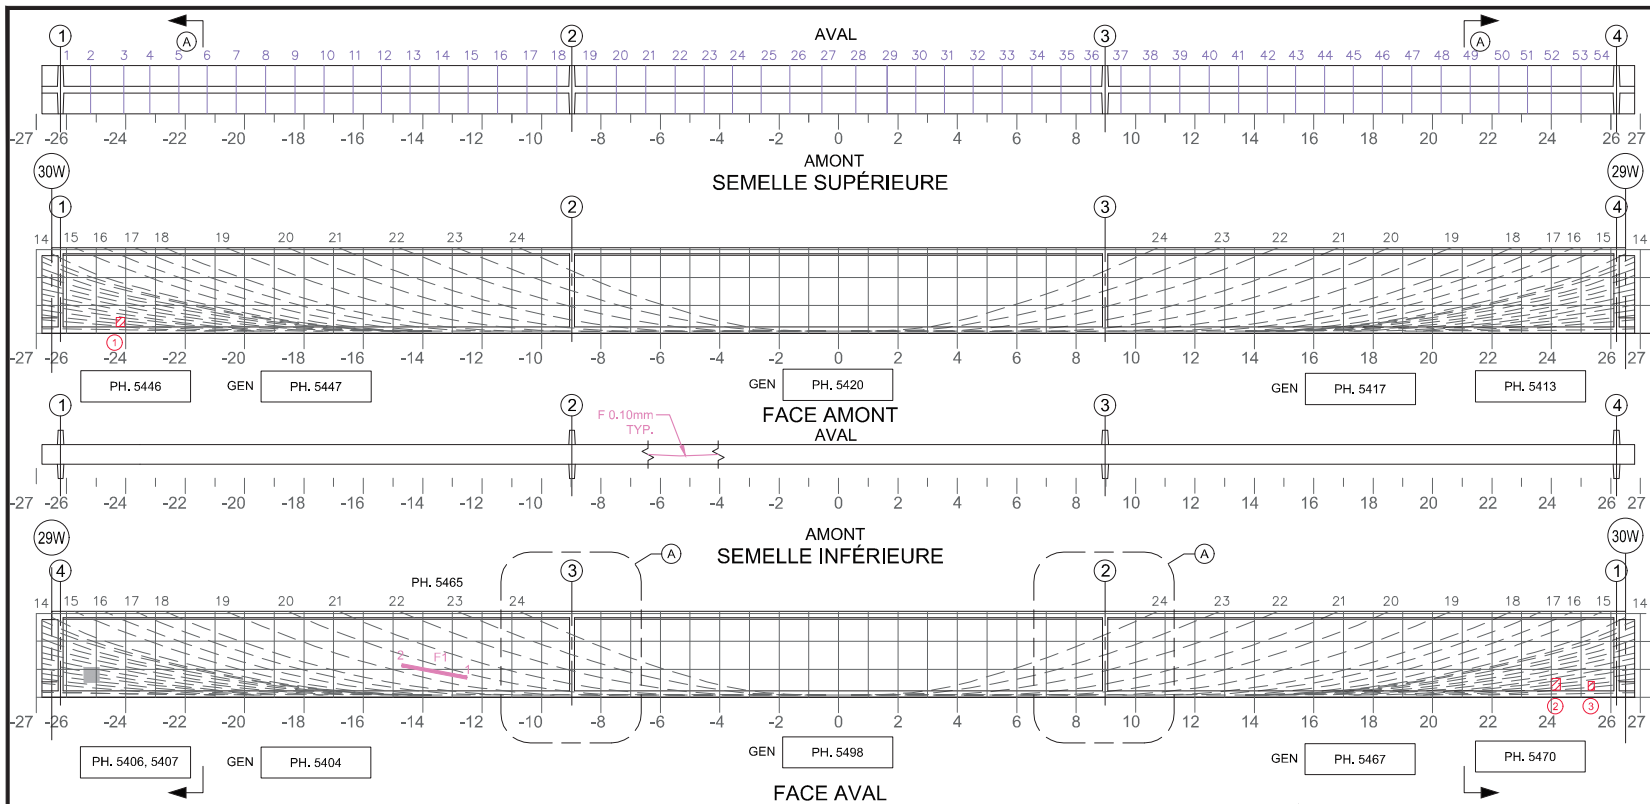 A AVAL A
1 2 3 4
1 2 3 4 5 6 7 8 9 10 11 12 13 14 15 16 17 18 19 20 21 22 23 24 25 26 27 28 29 30 31 32 33 34 35 36 37 38 39 40 41 42 43 44 45 46 47 48 49 50 51 52 53 54
-27 -26 -24 -22 -20 -18 -16 -14 -12 -10 -8 -6 -4 -2 0 2 4 6 8 10 12 14 16 18 20 22 24 26 27
AMONT
SEMELLE SUPÉRIEURE
30W 29W
1 2 3 4
14 15 16 17 18 19 20 21 22 23 24 24 23 22 21 20 19 18 17 16 15 14
1
-27 -26 -24 -22 -20 -18 -16 -14 -12 -10 -8 -6 -4 -2 0 2 4 6 8 10 12 14 16 18 20 22 24 26 27
PH. 5446 GEN PH. 5447 GEN PH. 5420 GEN PH. 5417 PH. 5413
FACE AMONT
1 2 3 4
AVAL
F 0.10mm
TYP.
-27 -26 -24 -22 -20 -18 -16 -14 -12 -10 -8 -6 -4 -2 0 2 4 6 8 10 12 14 16 18 20 22 24 26 27
AMONT
SEMELLE INFÉRIEURE
29W A A 30W
4 3 2 1
PH. 5465
14 15 16 17 18 19 20 21 22 23 24 24 23 22 21 20 19 18 17 16 15 14
2 F1 1
2 3
-27 -26 -24 -22 -20 -18 -16 -14 -12 -10 -8 -6 -4 -2 0 2 4 6 8 10 12 14 16 18 20 22 24 26 27
PH. 5406, 5407 GEN PH. 5404 GEN PH. 5498 GEN PH. 5467 PH. 5470
FACE AVAL